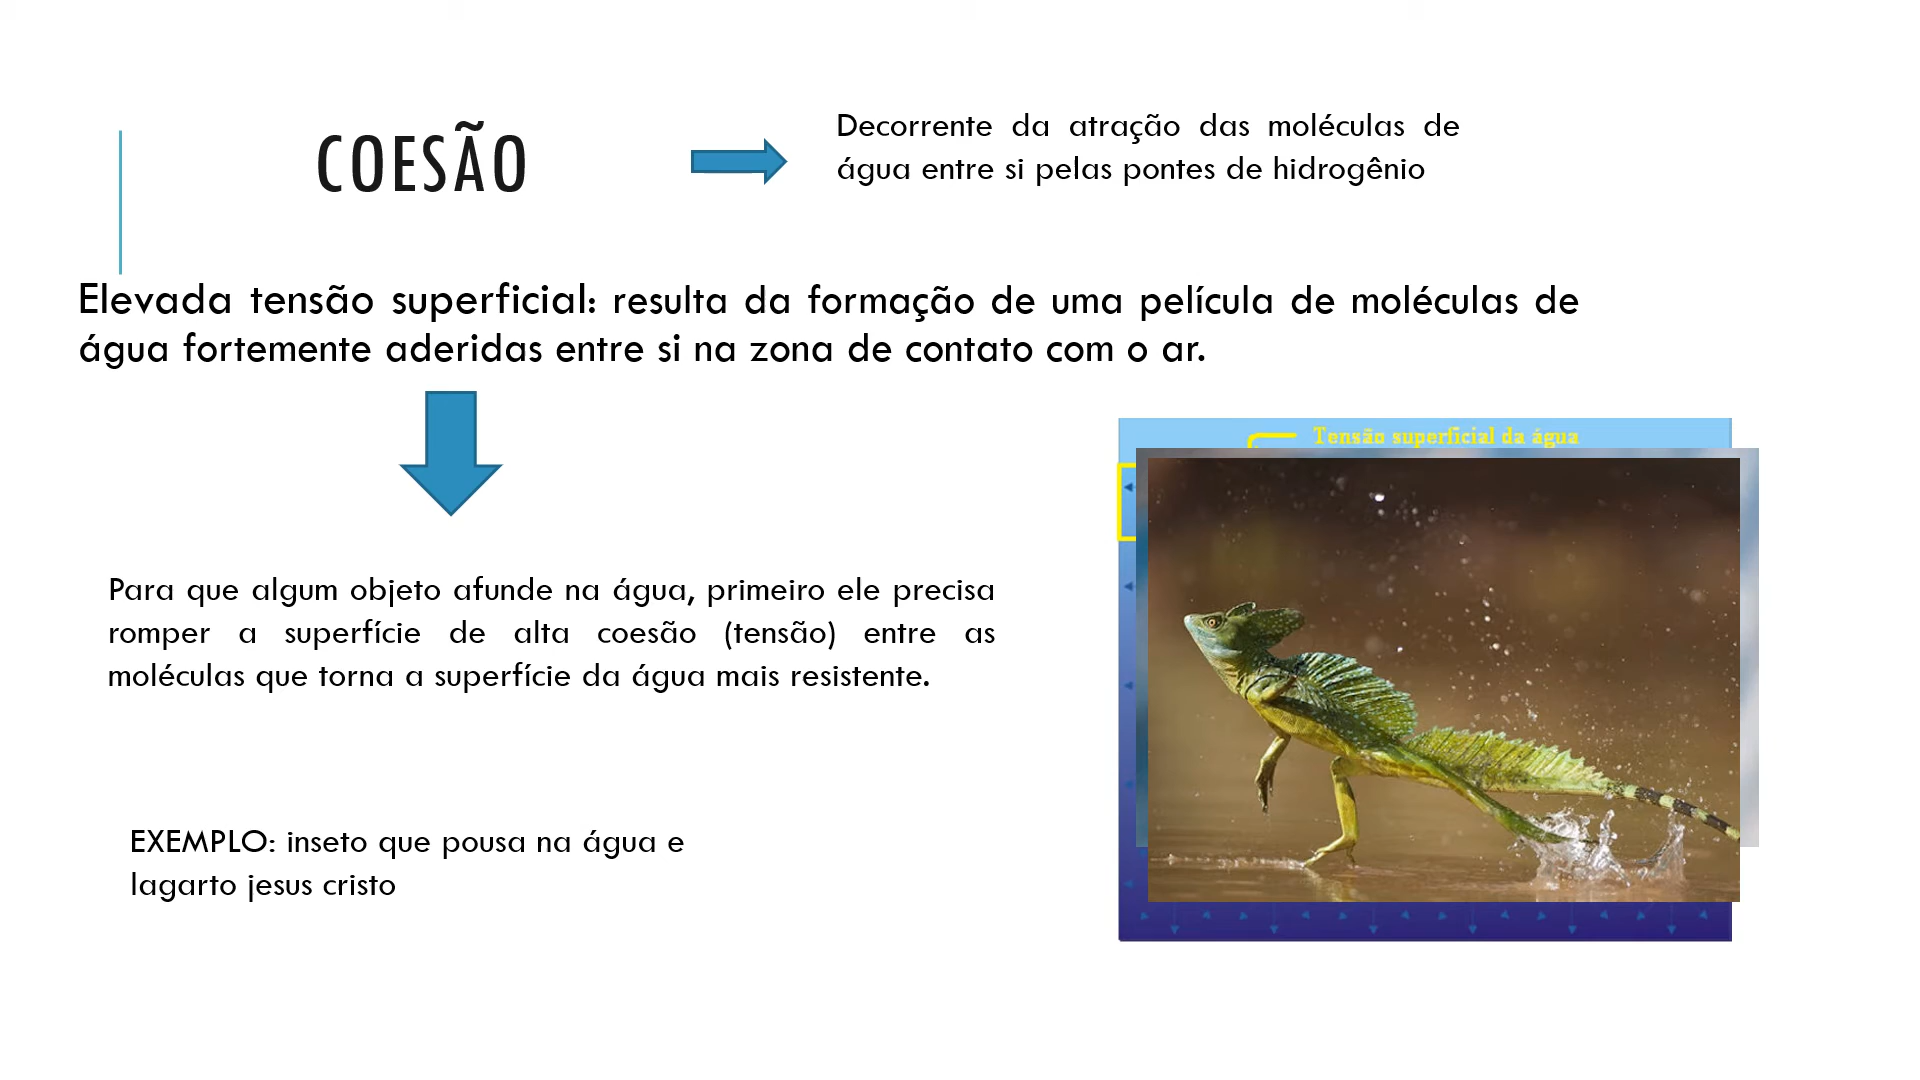 COESÃO
Decorrente da atração das moléculas de
água entre si pelas pontes de hidrogênio
Elevada tensão superficial: resulta da formação de uma película de moléculas de
água fortemente aderidas entre si na zona de contato com o ar.
Tensão superficial da água
Para que algum objeto afunde na água, primeiro ele precisa
romper a superfície de alta coesão (tensão) entre as
moléculas que torna a superfície da água mais resistente.
EXEMPLO: inseto que pousa na água e
lagarto jesus cristo